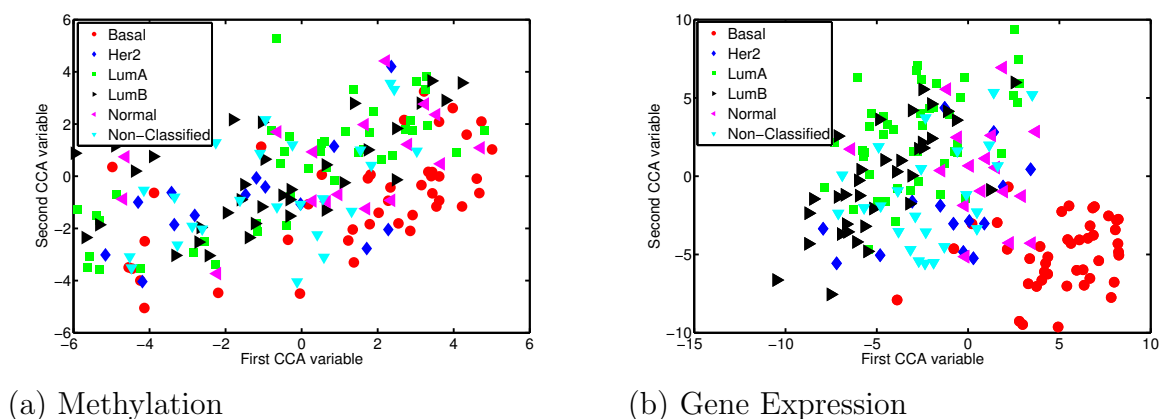 6
4
2
0
−2
−4
−6
−6
−4
−2
0
2
4
6
Second CCA variable
First CCA variable
Basal
Her2
LumA
LumB
Normal
Non−Classified
(a) Methylation
10
5
0
−5
−10
−15
−10
−5
0
5
10
Second CCA variable
First CCA variable
Basal
Her2
LumA
LumB
Normal
Non−Classified
(b) Gene Expression